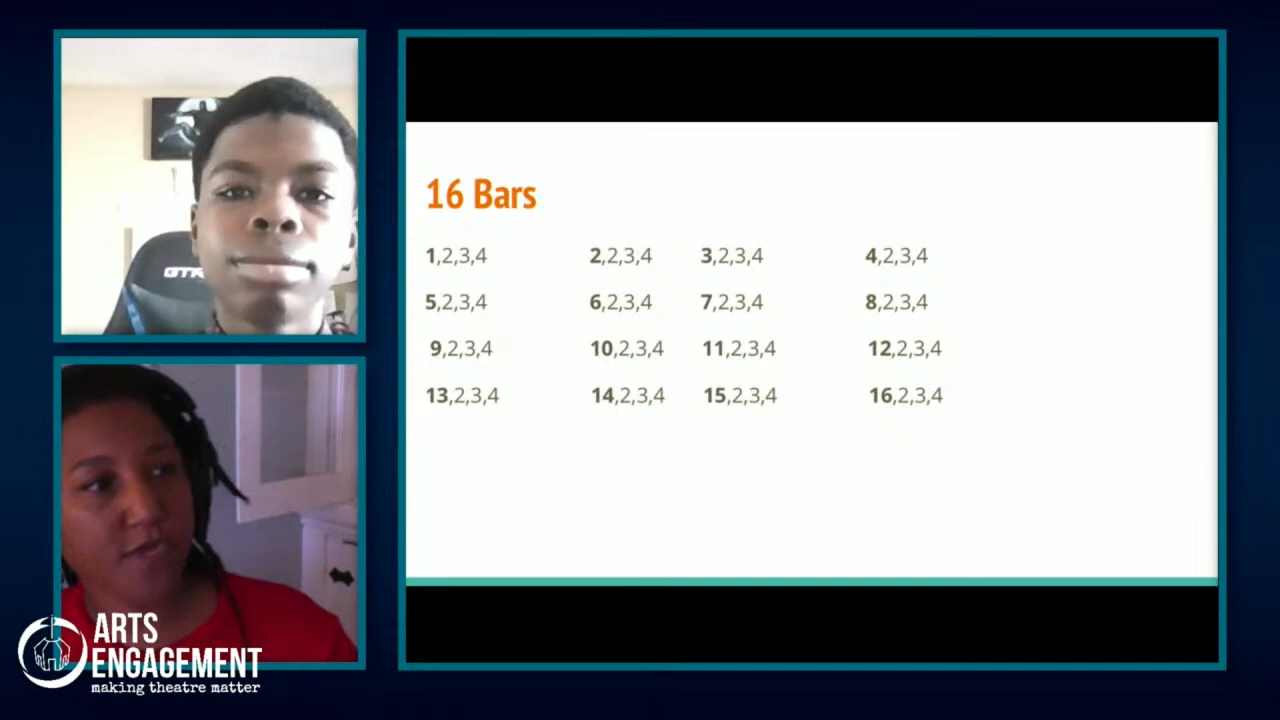 16 Bars
1,2,3,4 2,2,3,4 3,2,3,4 4,2,3,4
5,2,3,4 6,2,3,4 7,2,3,4 8,2,3,4
9,2,3,4 10,2,3,4 11,2,3,4 12,2,3,4
13,2,3,4 14,2,3,4 15,2,3,4 16,2,3,4
ARTS
ENGAGEMENT
making theatre matter